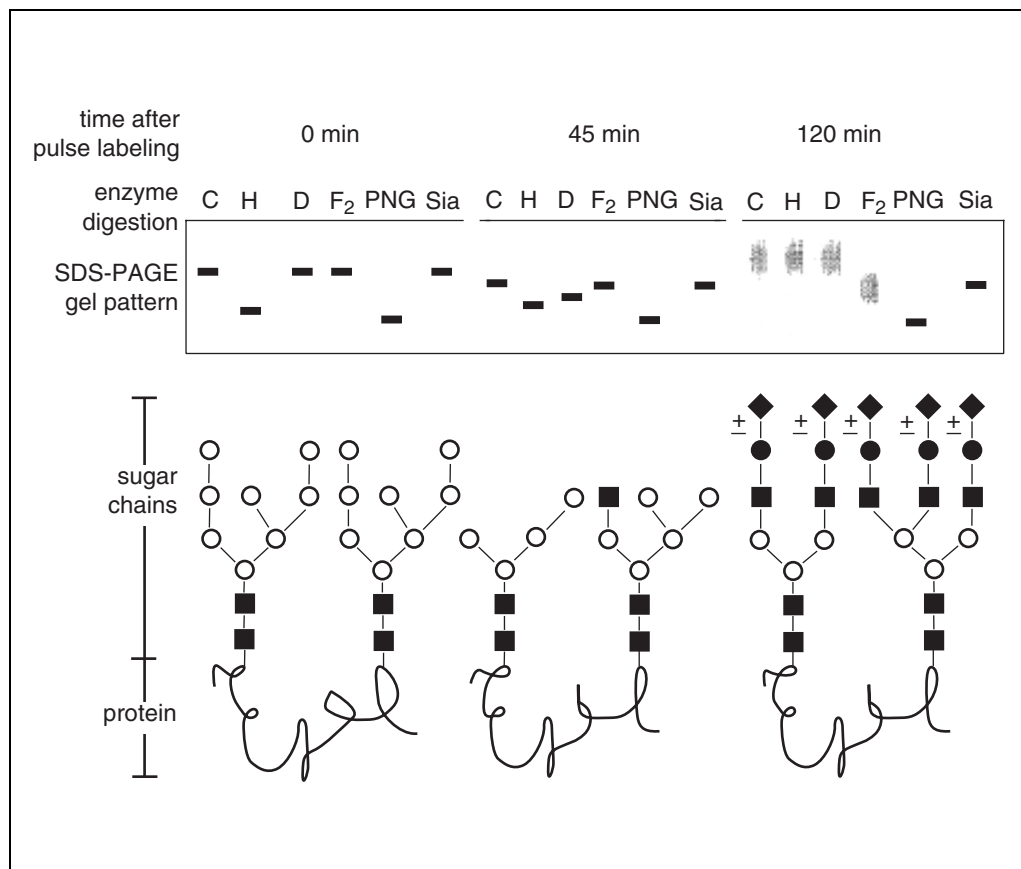 time after
pulse labeling
0 min 45 min 120 min
enzyme
digestion
C H D F2 PNG Sia C H D F2 PNG Sia C H D F2 PNG Sia
SDS-PAGE
gel pattern
± ± ± ± ±
sugar
chains
protein